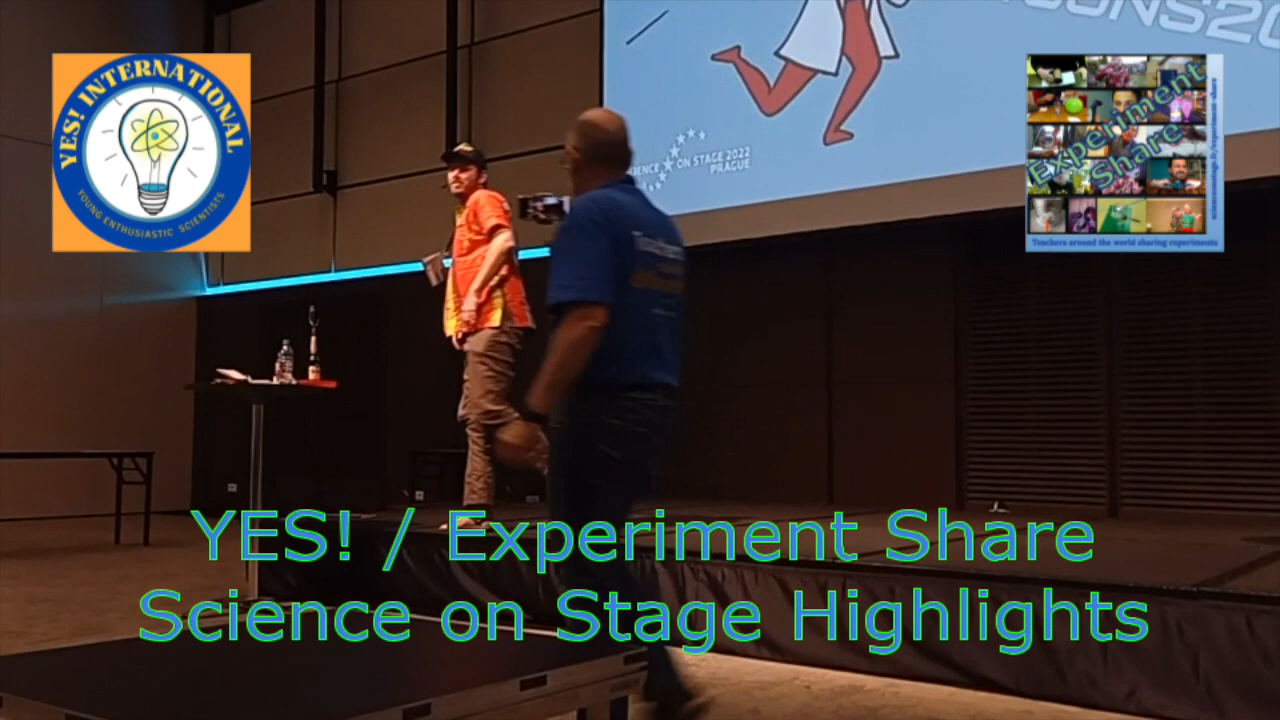 YES! INTERNATIONAL
YOUNG ENTHUSIASTIC SCIENTISTS
ON STAGE 2022
PRAGUE
Experiment
Share
Teachers around the world sharing experiments
YES! / Experiment Share
Science on Stage Highlights